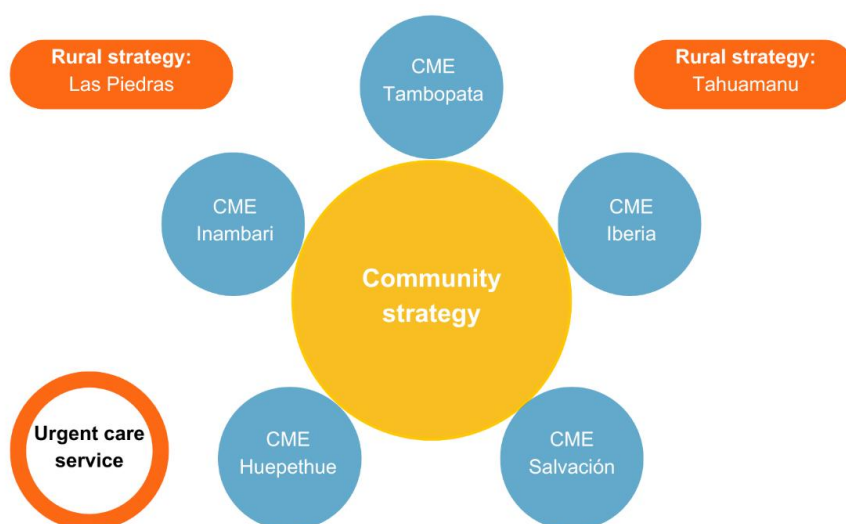 Rural strategy:
Las Piedras
CME
Tambopata
Rural strategy:
Tahuamanu
CME
Inambari
CME
Iberia
Community
strategy
Urgent care
service
CME
Huepethue
CME
Salvación